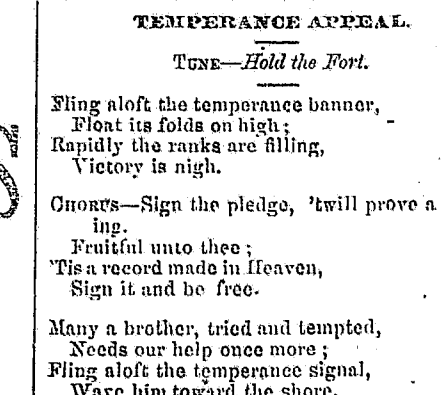 TEMPERANCE APPEAL.
TUNE—Hold the Fort.
Fling aloft the temperance banner,
Float its folds on high;
Rapidly the ranks are filling,
Victory is nigh.
CHORUS—Sign the pledge, 'twill prove a
ing.
Fruitful unto thee;
'Tis a record made in Heaven,
Sign it and be free.
Many a brother, tried and tempted,
Needs our help once more;
Fling aloft the temperance signal,
Wave him toward the shore.